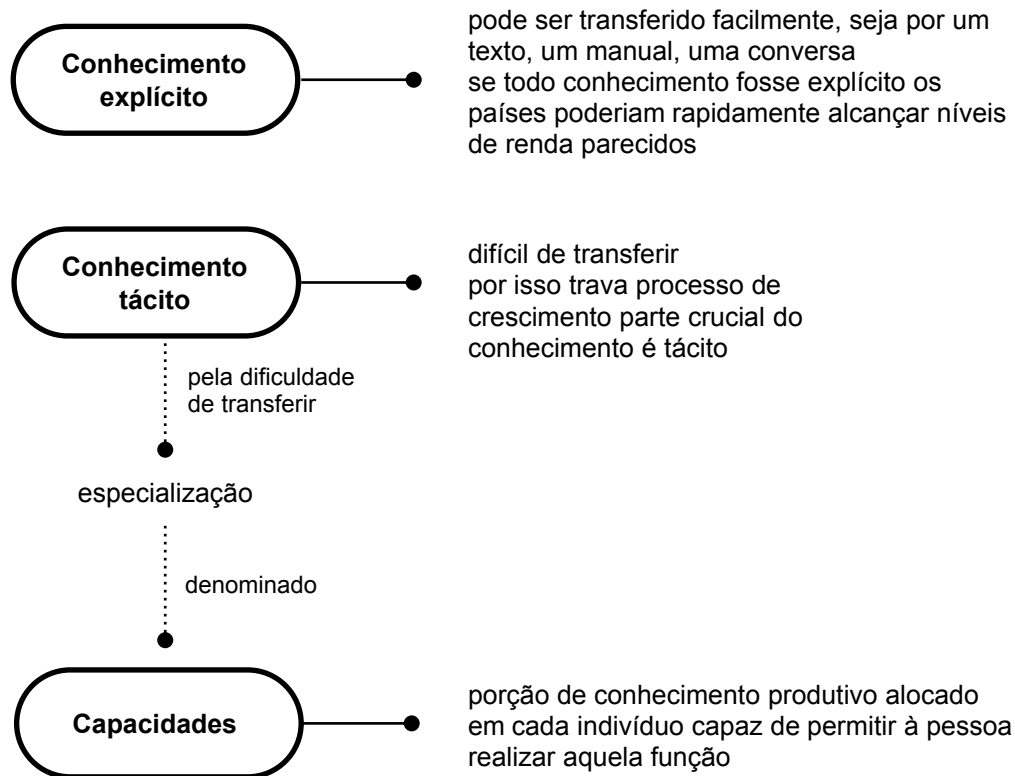 Conhecimento
explícito
pode ser transferido facilmente, seja por um
texto, um manual, uma conversa
se todo conhecimento fosse explícito os
países poderiam rapidamente alcançar níveis
de renda parecidos
Conhecimento
tácito
difícil de transferir
por isso trava processo de
crescimento parte crucial do
conhecimento é tácito
pela dificuldade
de transferir
especialização
denominado
Capacidades
porção de conhecimento produtivo alocado
em cada indivíduo capaz de permitir à pessoa
realizar aquela função